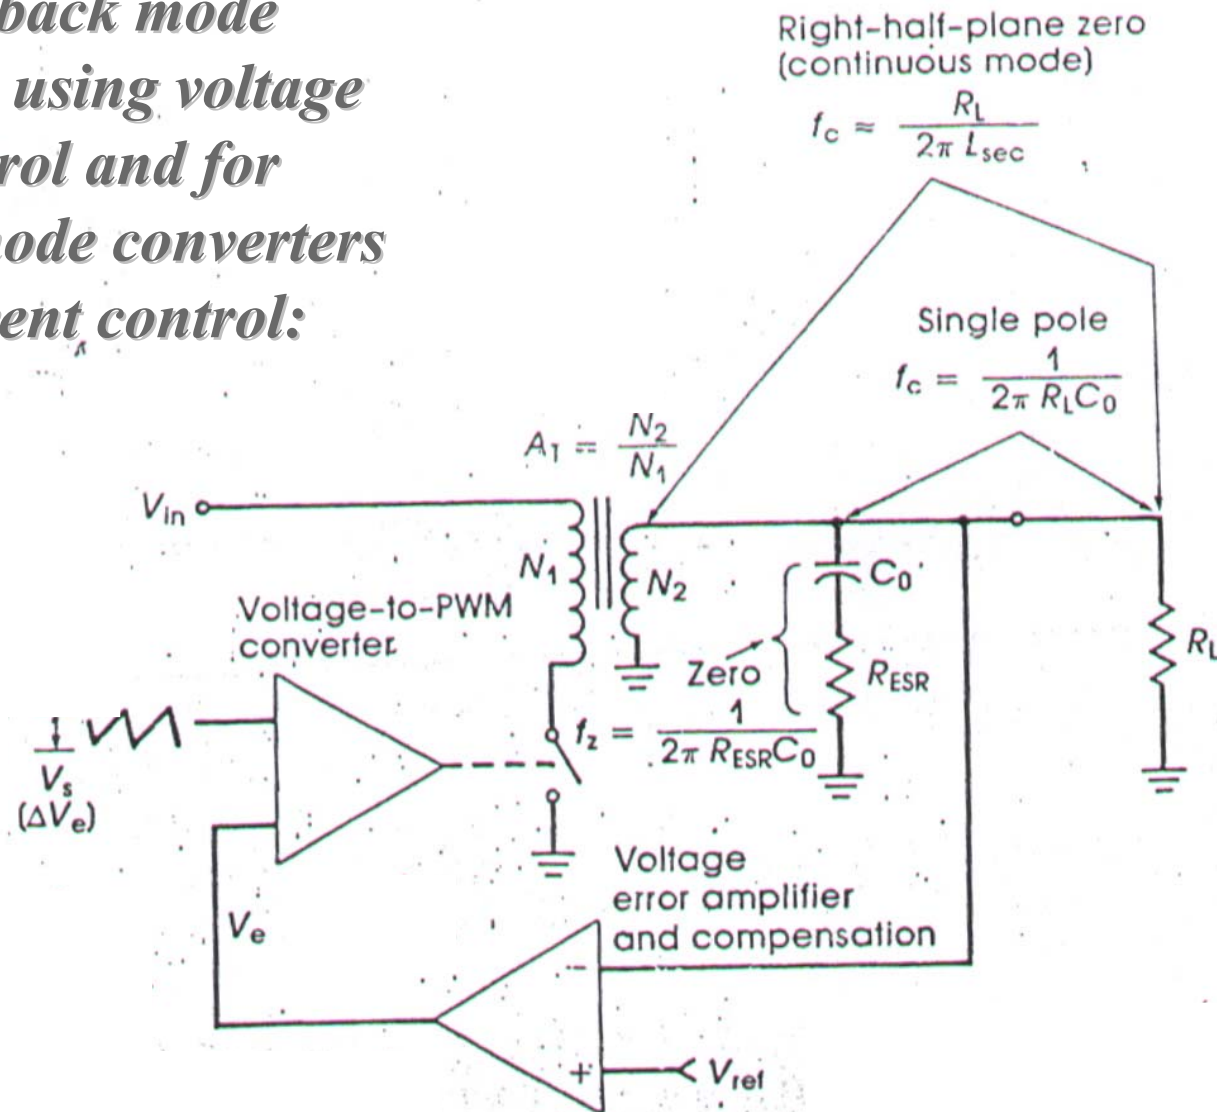 back mode
using voltage
rol and for
ode converters
ent control:
Right-half-plane zero
(continuous mode)
f_c ≈ R_L / 2π L_sec
Single pole
f_c = 1 / 2π R_L C_0
A_T = N_2 / N_1
V_in
N_1
N_2
C_0
Voltage-to-PWM
converter
Zero
R_ESR
R_L
f_z = 1 / 2π R_ESR C_0
V_s
(ΔV_e)
Voltage
error amplifier
and compensation
V_e
-
+
V_ref